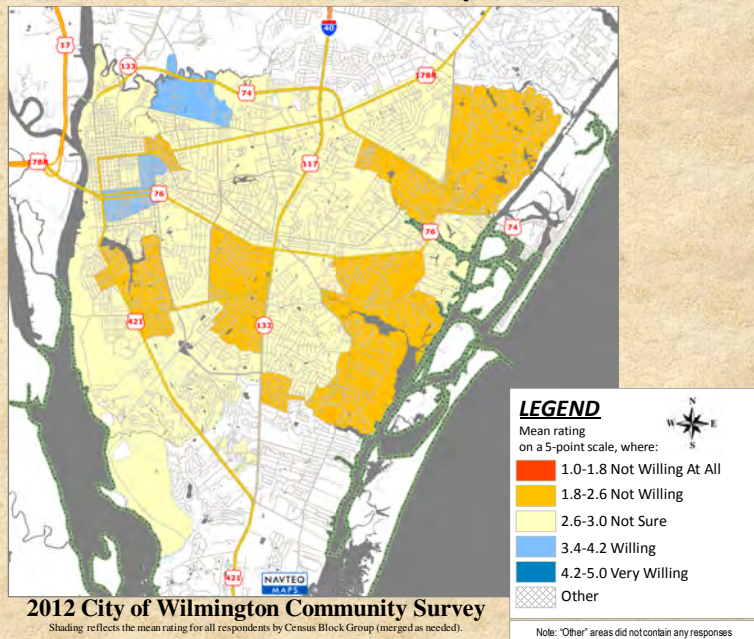 40
17
133
74
178R
117
178R
76
76
74
421
132
421
NAVTEQ
MAPS
LEGEND
N
W E
S
Mean rating
on a 5-point scale, where:
1.0-1.8 Not Willing At All
1.8-2.6 Not Willing
2.6-3.0 Not Sure
3.4-4.2 Willing
4.2-5.0 Very Willing
Other
2012 City of Wilmington Community Survey
Shading reflects the mean rating for all respondents by Census Block Group (merged as needed).
Note: "Other" areas did not contain any responses